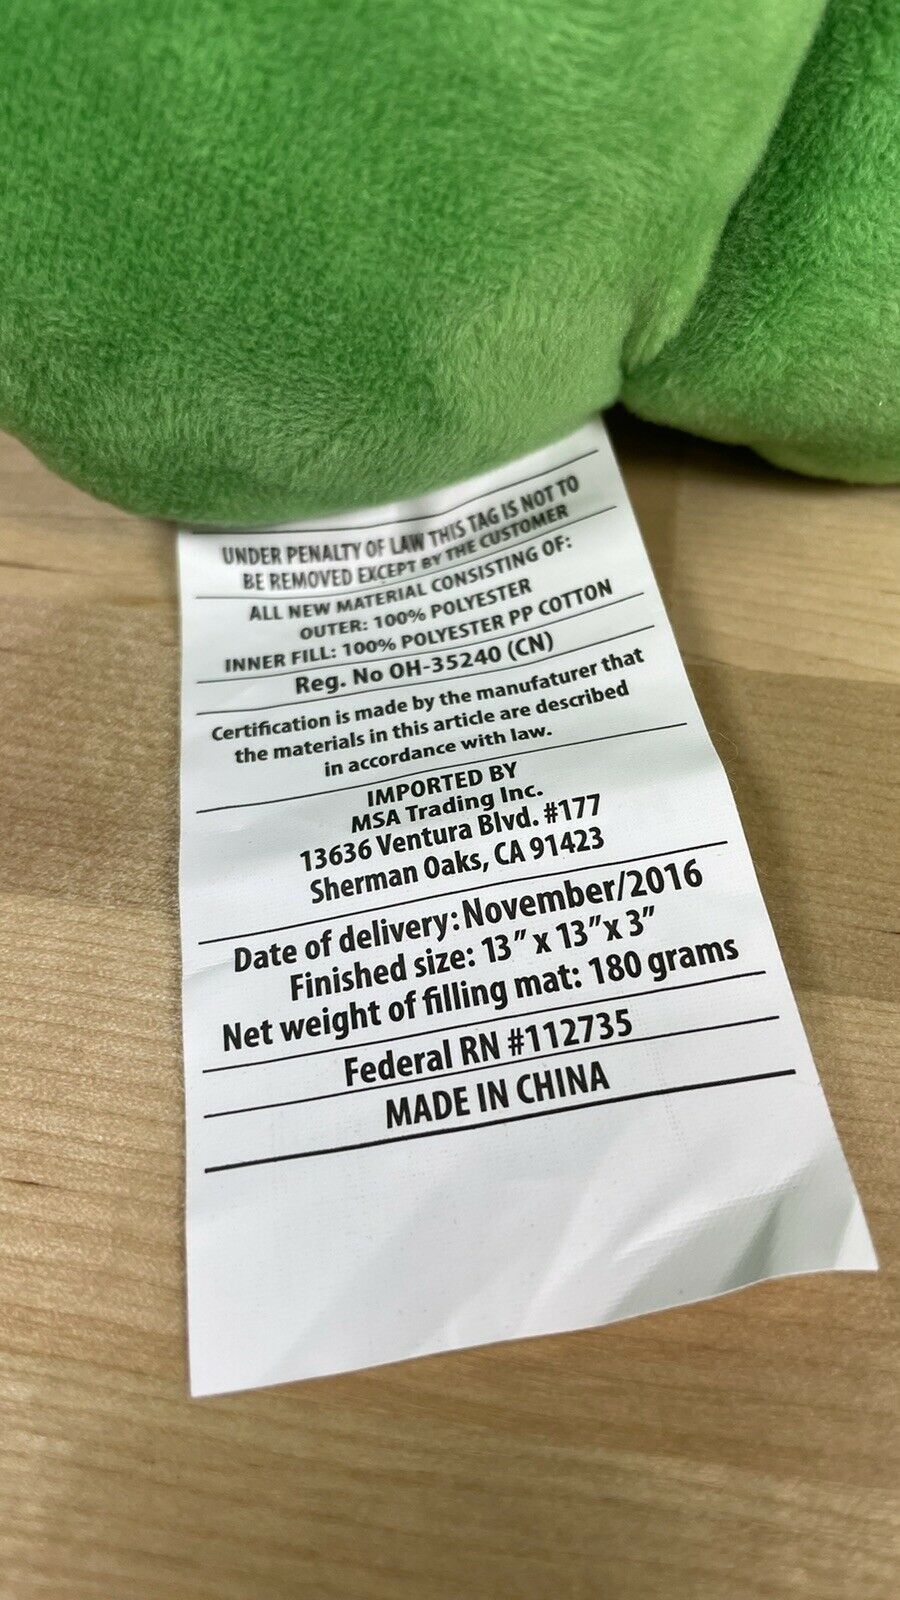 UNDER PENALTY OF LAW THIS TAG IS NOT TO
BE REMOVED EXCEPT BY THE CUSTOMER
ALL NEW MATERIAL CONSISTING OF:
OUTER: 100% POLYESTER
INNER FILL: 100% POLYESTER PP COTTON
Reg. No OH-35240 (CN)
Certification is made by the manufaturer that
the materials in this article are described
in accordance with law.
IMPORTED BY
MSA Trading Inc.
13636 Ventura Blvd. #177
Sherman Oaks, CA 91423
Date of delivery: November/2016
Finished size: 13" x 13"x 3"
Net weight of filling mat: 180 grams
Federal RN #112735
MADE IN CHINA